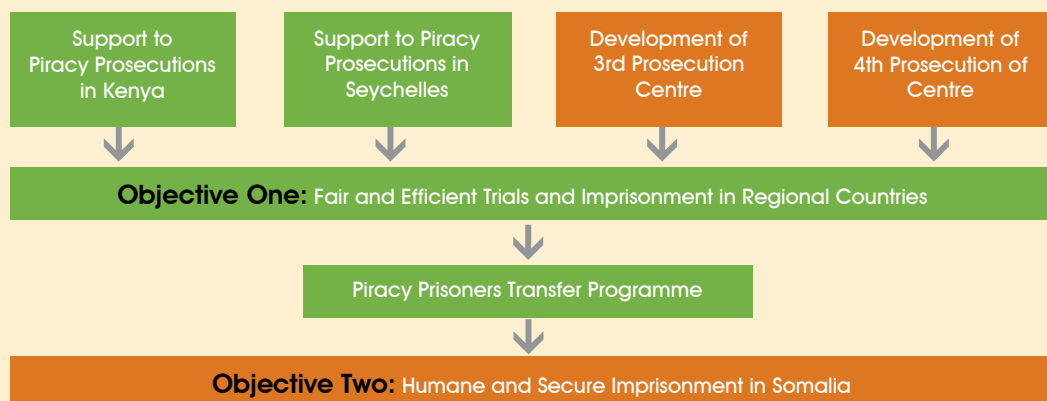 Support to
Piracy Prosecutions
in Kenya
Support to Piracy
Prosecutions in
Seychelles
Development of
3rd Prosecution
Centre
Development of
4th Prosecution of
Centre
Objective One: Fair and Efficient Trials and Imprisonment in Regional Countries
Piracy Prisoners Transfer Programme
Objective Two: Humane and Secure Imprisonment in Somalia